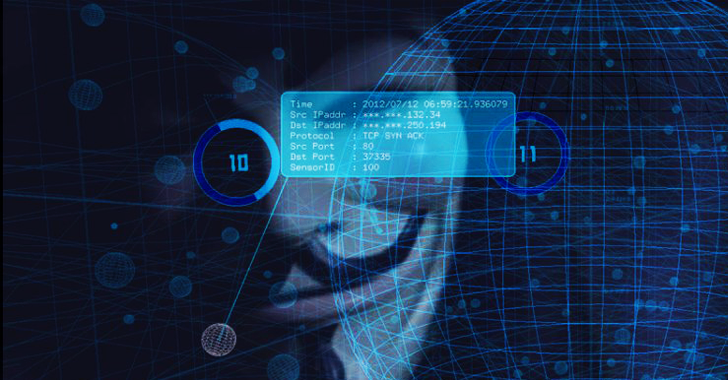 Time : 2012/07/12 06:59:21.936079
Src IPaddr : ***.***.132.34
Dst IPaddr : ***.***.250.194
Protocol : TCP SYN ACK
Src Port : 80
Dst Port : 37335
SensorID : 100
10
11